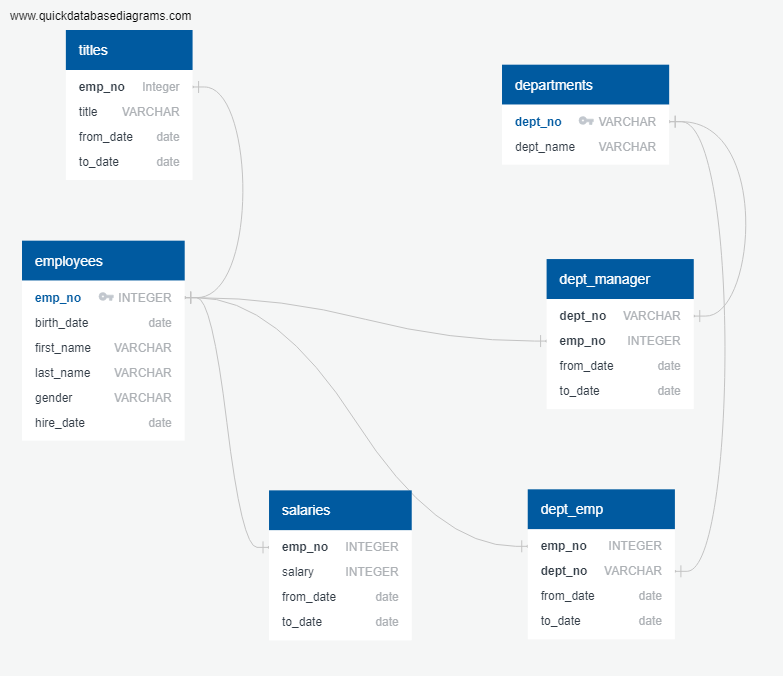 www.quickdatabasediagrams.com
titles
emp_no Integer
title VARCHAR
from_date date
to_date date
departments
dept_no VARCHAR
dept_name VARCHAR
employees
emp_no INTEGER
birth_date date
first_name VARCHAR
last_name VARCHAR
gender VARCHAR
hire_date date
dept_manager
dept_no VARCHAR
emp_no INTEGER
from_date date
to_date date
salaries
emp_no INTEGER
salary INTEGER
from_date date
to_date date
dept_emp
emp_no INTEGER
dept_no VARCHAR
from_date date
to_date date